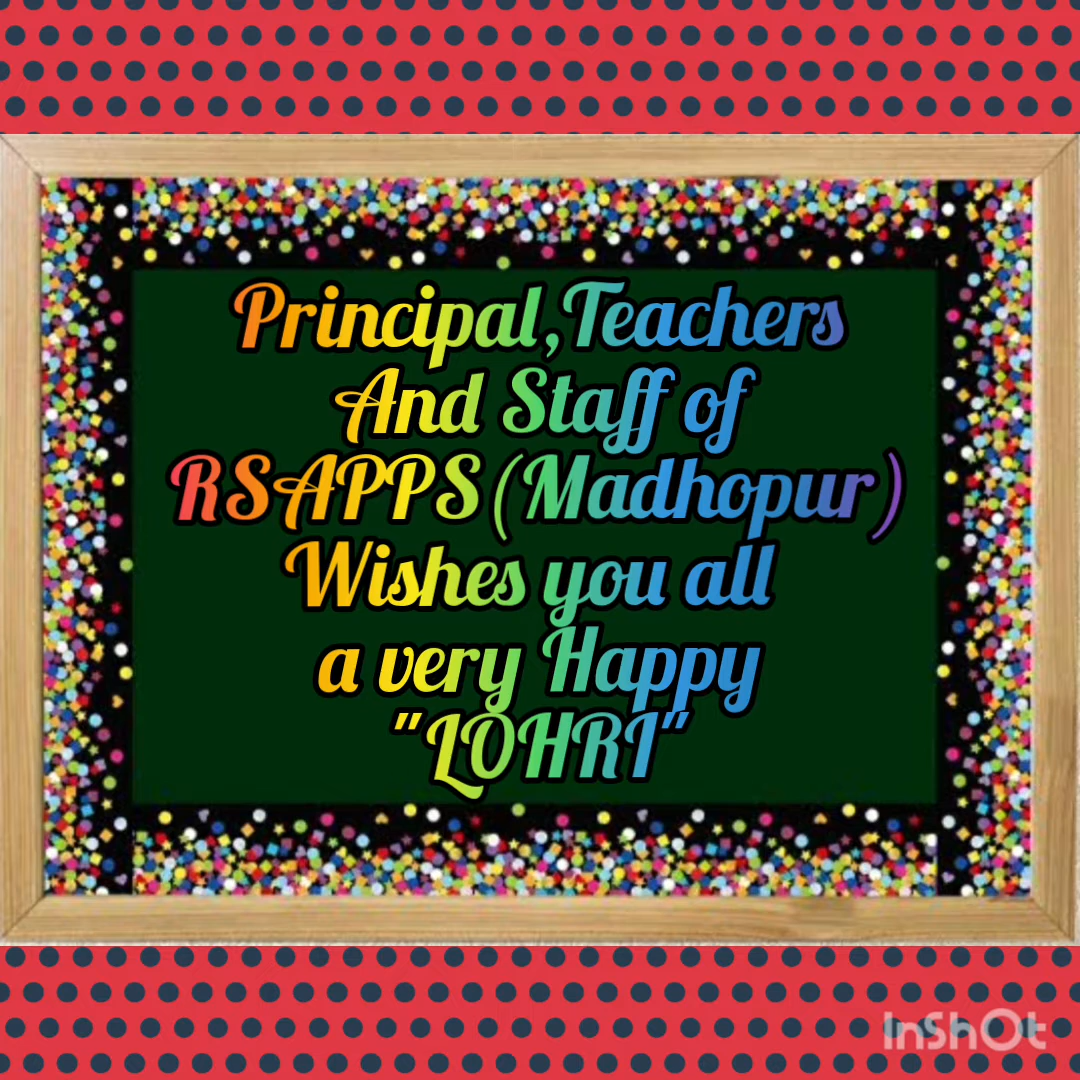 Principal,Teachers
And Staff of
RSAPPS(Madhopur)
Wishes you all
a very Happy
"LOHRI"
InShOt